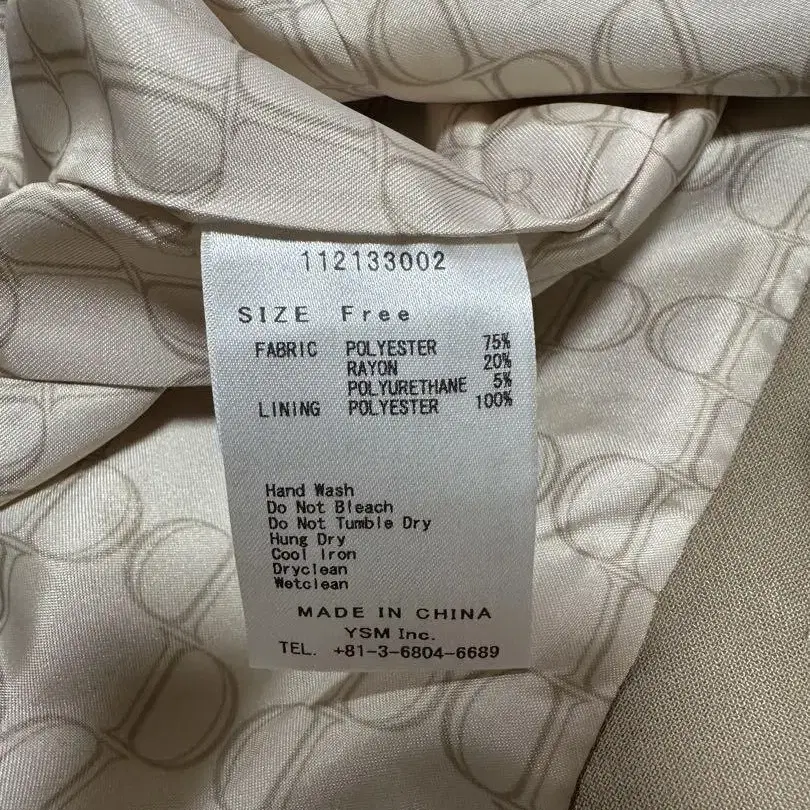 112133002
SIZE Free
FABRIC POLYESTER 75%
RAYON 20%
POLYURETHANE 5%
LINING POLYESTER 100%
Hand Wash
Do Not Bleach
Do Not Tumble Dry
Hung Dry
Cool Iron
Dryclean
Wetclean
MADE IN CHINA
YSM Inc.
TEL. +81-3-6804-6689